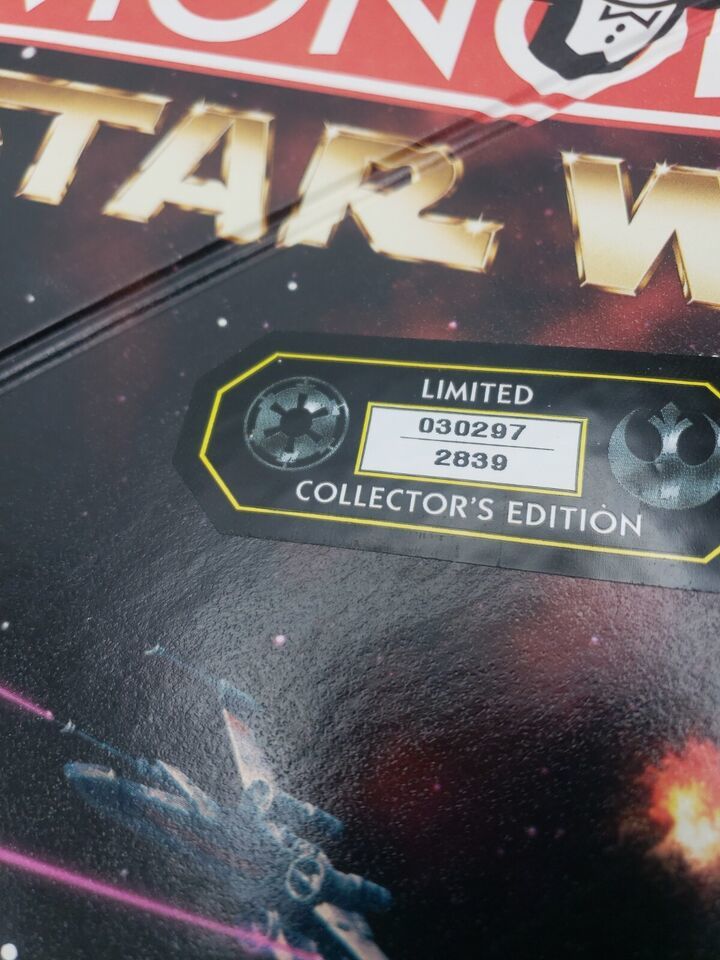 MONO
STAR W
LIMITED
030297
2839
COLLECTOR'S EDITION